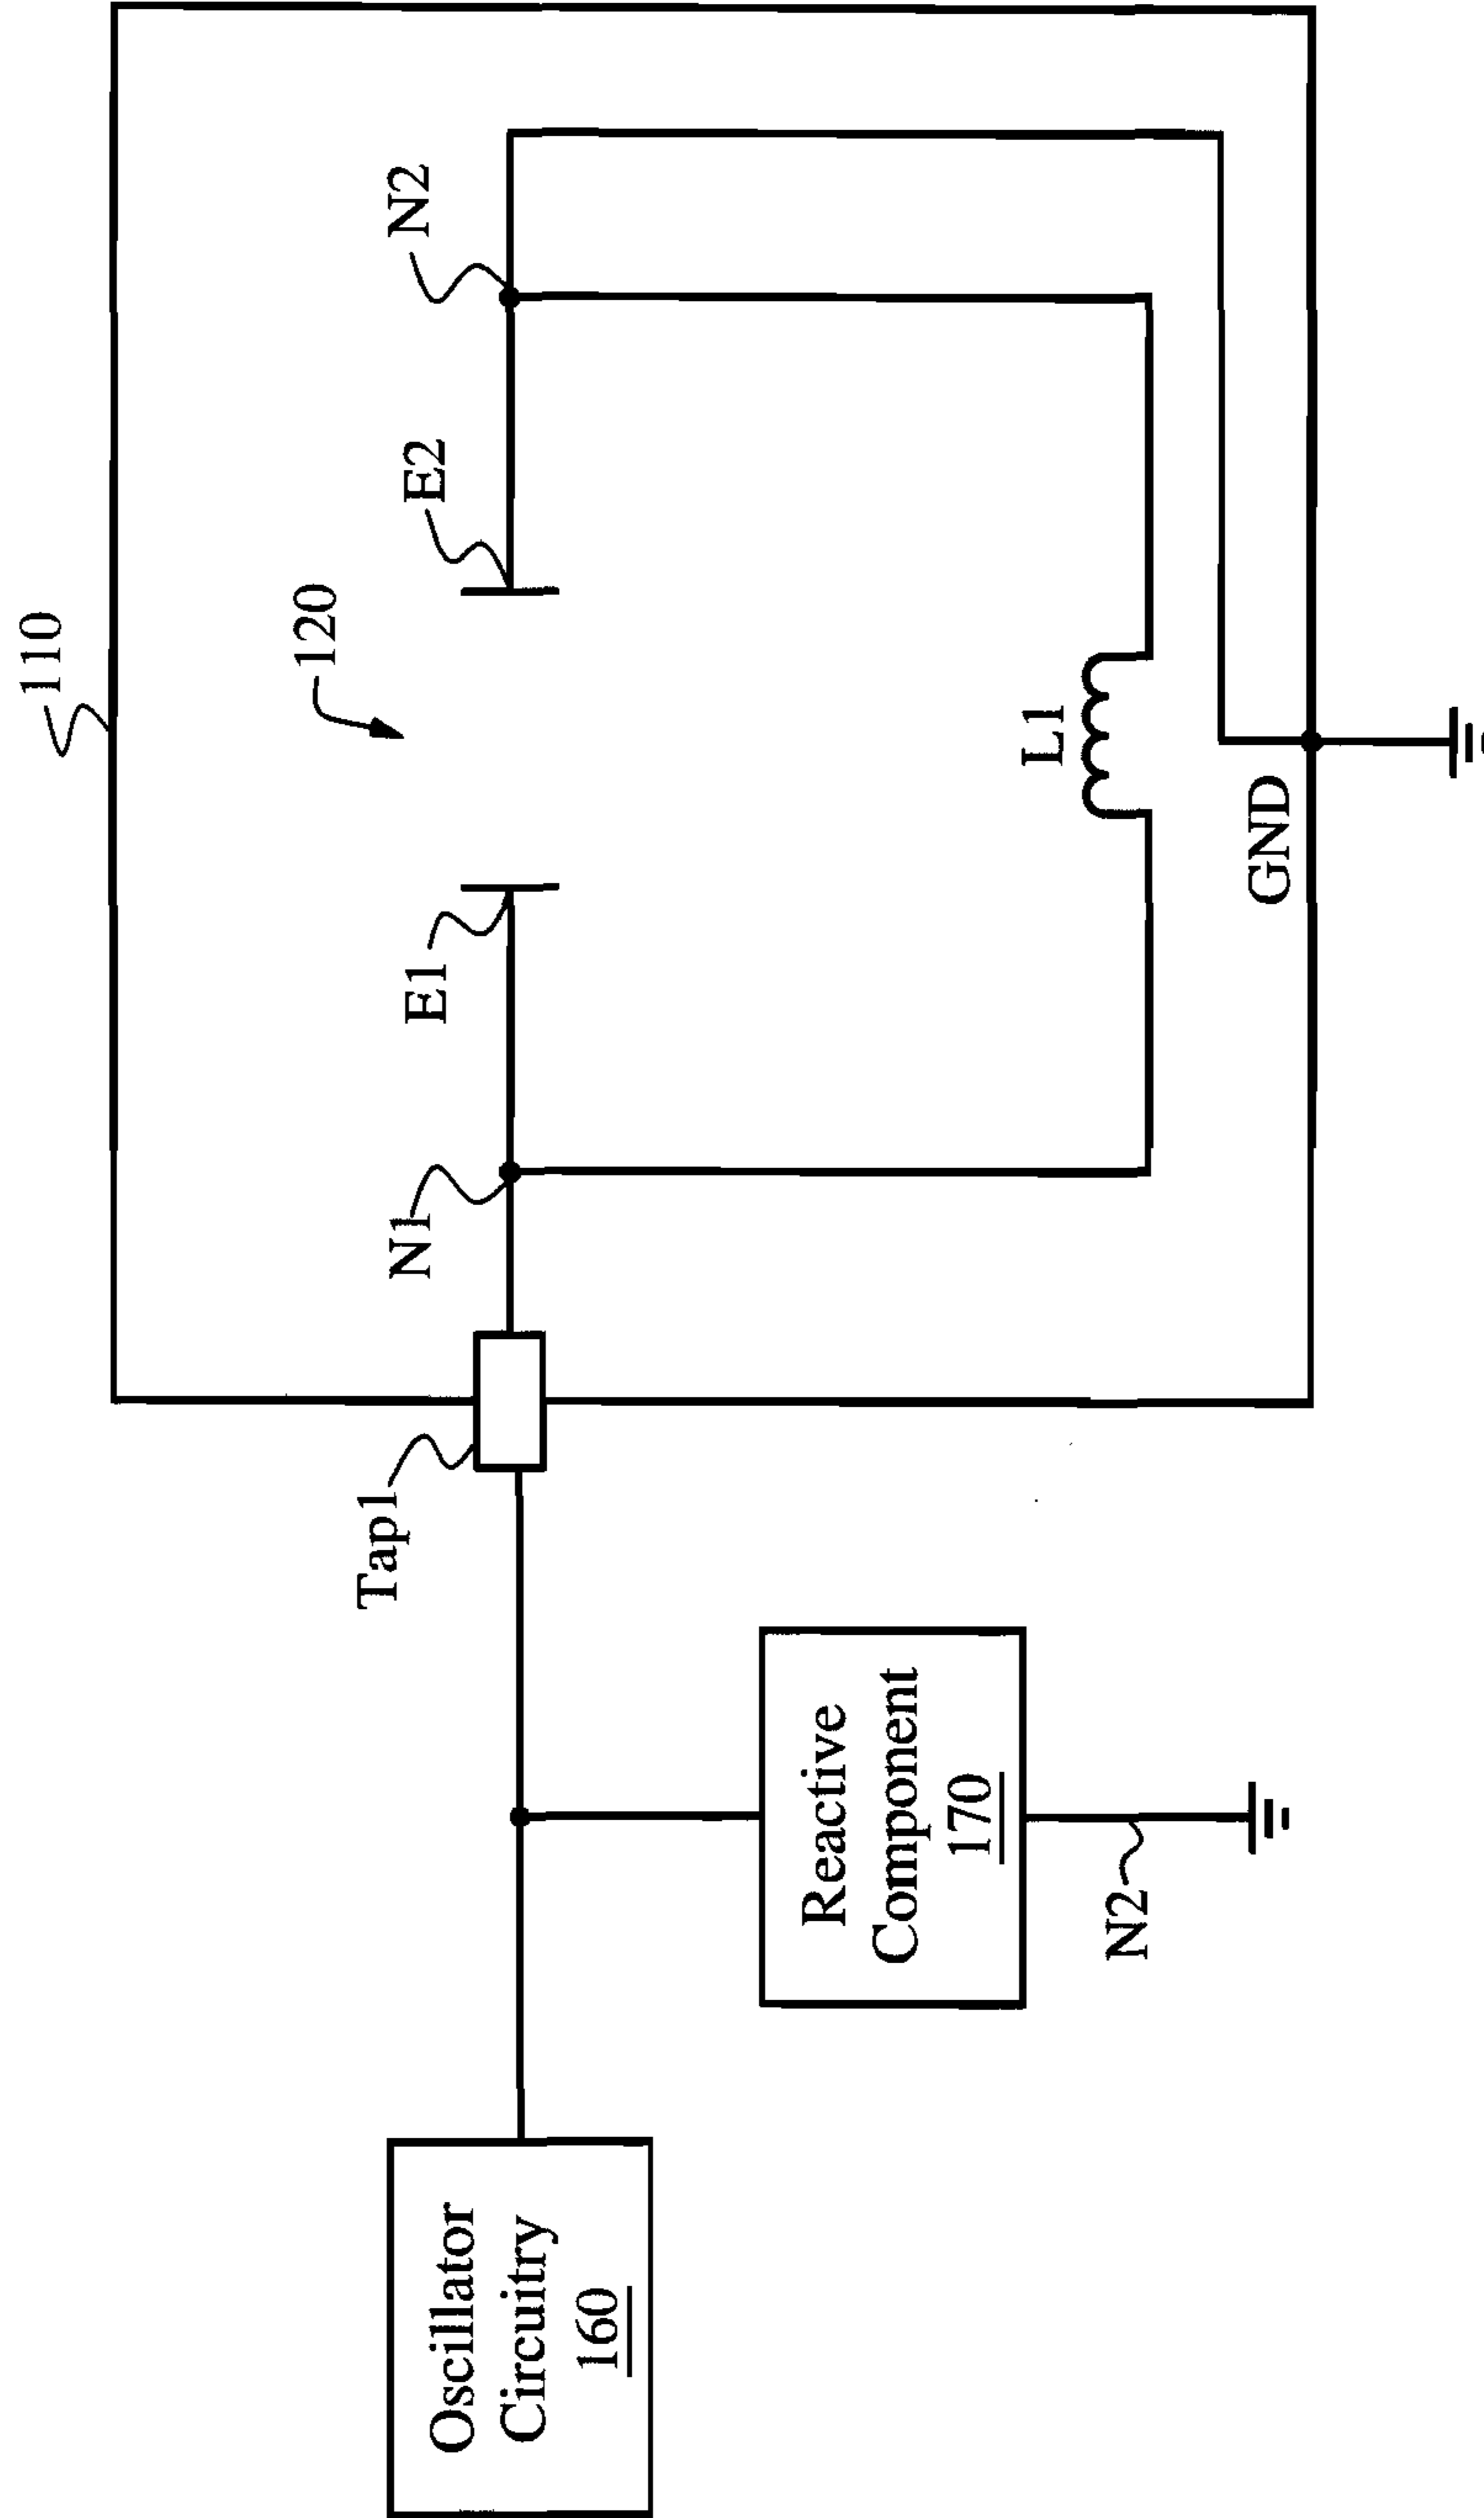 110
120
N2
E2
E1
N1
Tap1
L1
GND
Oscillator
Circuitry
160
Reactive
Component
170
N2